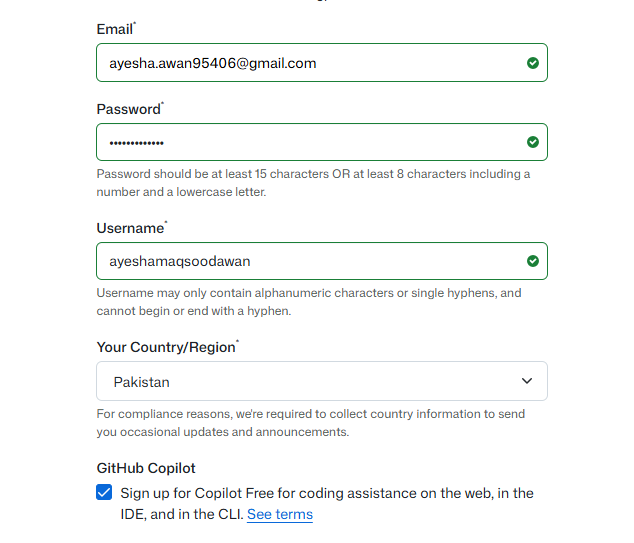 Email*
ayesha.awan95406@gmail.com
Password*
•••••••••••••
Password should be at least 15 characters OR at least 8 characters including a
number and a lowercase letter.
Username*
ayeshamaqsoodawan
Username may only contain alphanumeric characters or single hyphens, and
cannot begin or end with a hyphen.
Your Country/Region*
Pakistan
For compliance reasons, we're required to collect country information to send
you occasional updates and announcements.
GitHub Copilot
Sign up for Copilot Free for coding assistance on the web, in the
IDE, and in the CLI. See terms